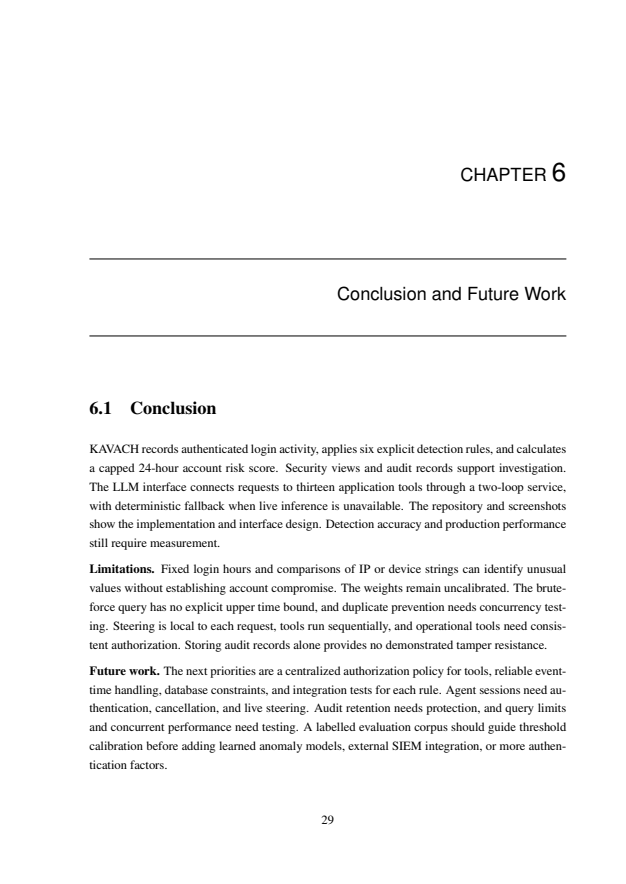 CHAPTER 6
Conclusion and Future Work
6.1 Conclusion
KAVACH records authenticated login activity, applies six explicit detection rules, and calculates
a capped 24-hour account risk score. Security views and audit records support investigation.
The LLM interface connects requests to thirteen application tools through a two-loop service,
with deterministic fallback when live inference is unavailable. The repository and screenshots
show the implementation and interface design. Detection accuracy and production performance
still require measurement.
Limitations. Fixed login hours and comparisons of IP or device strings can identify unusual
values without establishing account compromise. The weights remain uncalibrated. The brute-
force query has no explicit upper time bound, and duplicate prevention needs concurrency test-
ing. Steering is local to each request, tools run sequentially, and operational tools need consis-
tent authorization. Storing audit records alone provides no demonstrated tamper resistance.
Future work. The next priorities are a centralized authorization policy for tools, reliable event-
time handling, database constraints, and integration tests for each rule. Agent sessions need au-
thentication, cancellation, and live steering. Audit retention needs protection, and query limits
and concurrent performance need testing. A labelled evaluation corpus should guide threshold
calibration before adding learned anomaly models, external SIEM integration, or more authen-
tication factors.
29